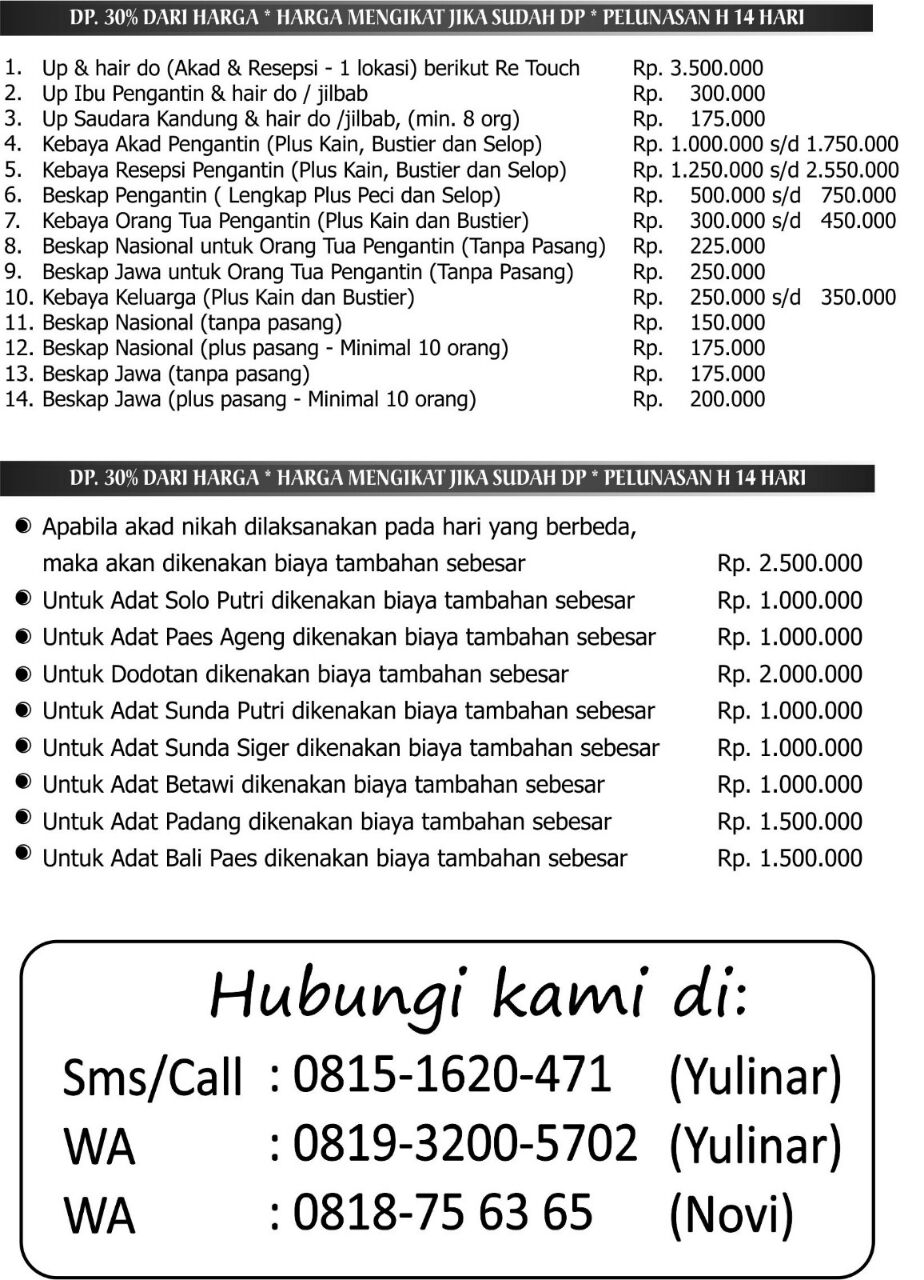 DP. 30% DARI HARGA * HARGA MENGIKAT JIKA SUDAH DP * PELUNASAN H 14 HARI
1. Up & hair do (Akad & Resepsi - 1 lokasi) berikut Re Touch Rp. 3.500.000
2. Up Ibu Pengantin & hair do / jilbab Rp. 300.000
3. Up Saudara Kandung & hair do /jilbab, (min. 8 org) Rp. 175.000
4. Kebaya Akad Pengantin (Plus Kain, Bustier dan Selop) Rp. 1.000.000 s/d 1.750.000
5. Kebaya Resepsi Pengantin (Plus Kain, Bustier dan Selop) Rp. 1.250.000 s/d 2.550.000
6. Beskap Pengantin ( Lengkap Plus Peci dan Selop) Rp. 500.000 s/d 750.000
7. Kebaya Orang Tua Pengantin (Plus Kain dan Bustier) Rp. 300.000 s/d 450.000
8. Beskap Nasional untuk Orang Tua Pengantin (Tanpa Pasang) Rp. 225.000
9. Beskap Jawa untuk Orang Tua Pengantin (Tanpa Pasang) Rp. 250.000
10. Kebaya Keluarga (Plus Kain dan Bustier) Rp. 250.000 s/d 350.000
11. Beskap Nasional (tanpa pasang) Rp. 150.000
12. Beskap Nasional (plus pasang - Minimal 10 orang) Rp. 175.000
13. Beskap Jawa (tanpa pasang) Rp. 175.000
14. Beskap Jawa (plus pasang - Minimal 10 orang) Rp. 200.000
DP. 30% DARI HARGA * HARGA MENGIKAT JIKA SUDAH DP * PELUNASAN H 14 HARI
Apabila akad nikah dilaksanakan pada hari yang berbeda,
maka akan dikenakan biaya tambahan sebesar Rp. 2.500.000
Untuk Adat Solo Putri dikenakan biaya tambahan sebesar Rp. 1.000.000
Untuk Adat Paes Ageng dikenakan biaya tambahan sebesar Rp. 1.000.000
Untuk Dodotan dikenakan biaya tambahan sebesar Rp. 2.000.000
Untuk Adat Sunda Putri dikenakan biaya tambahan sebesar Rp. 1.000.000
Untuk Adat Sunda Siger dikenakan biaya tambahan sebesar Rp. 1.000.000
Untuk Adat Betawi dikenakan biaya tambahan sebesar Rp. 1.000.000
Untuk Adat Padang dikenakan biaya tambahan sebesar Rp. 1.500.000
Untuk Adat Bali Paes dikenakan biaya tambahan sebesar Rp. 1.500.000
Hubungi kami di:
Sms/Call : 0815-1620-471 (Yulinar)
WA : 0819-3200-5702 (Yulinar)
WA : 0818-75 63 65 (Novi)